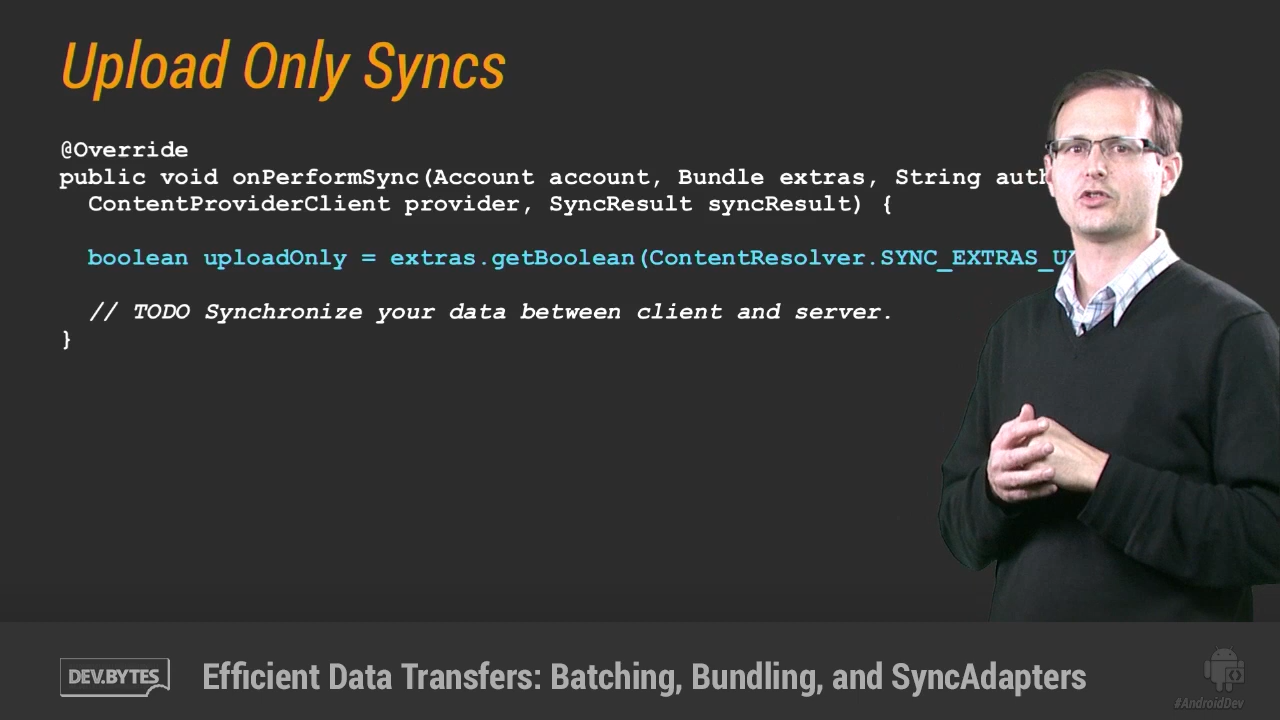 Upload Only Syncs
@Override
public void onPerformSync(Account account, Bundle extras, String auth
ContentProviderClient provider, SyncResult syncResult) {
boolean uploadOnly = extras.getBoolean(ContentResolver.SYNC_EXTRAS_U
// TODO Synchronize your data between client and server.
}
DEV.BYTES Efficient Data Transfers: Batching, Bundling, and SyncAdapters
#AndroidDev